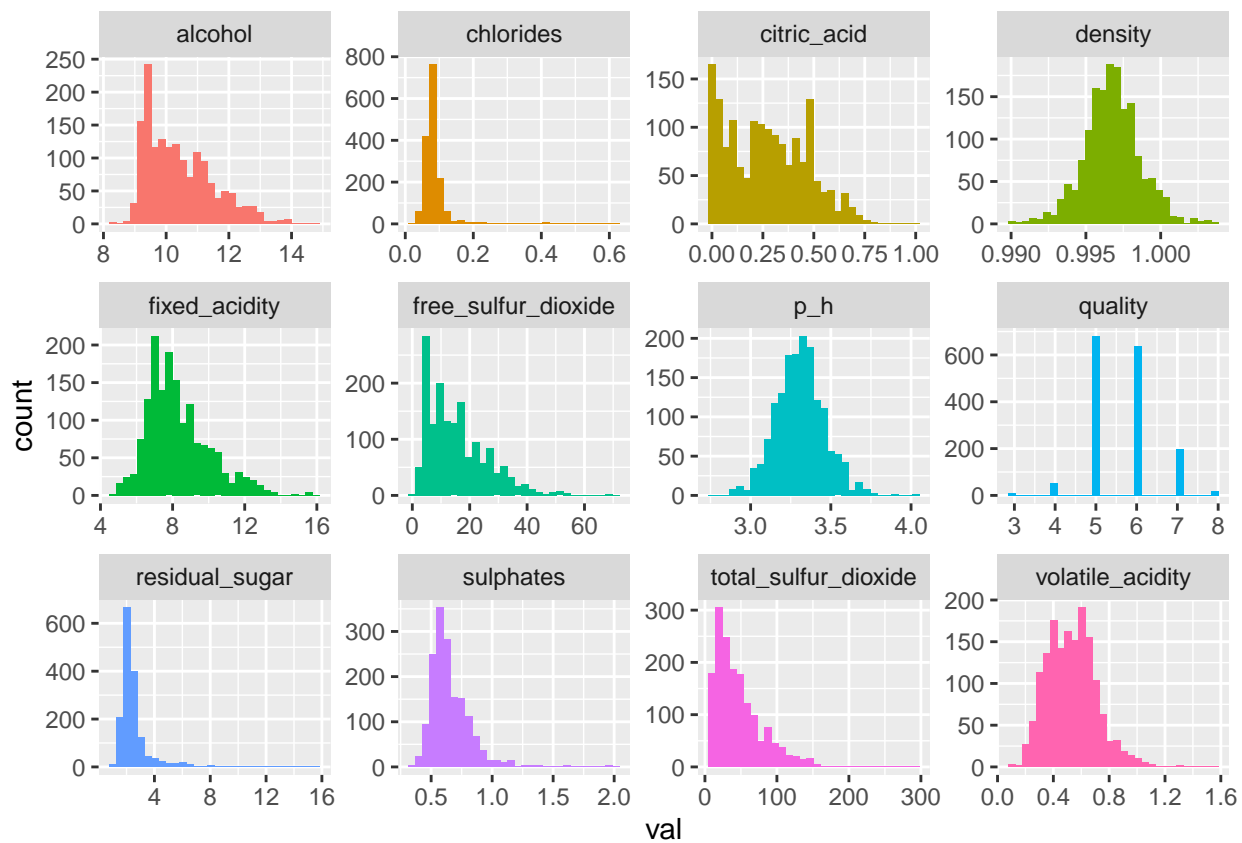 alcohol
chlorides
citric_acid
density
250
200
150
100
50
0
8 10 12 14
800
600
400
200
0
0.0 0.2 0.4 0.6
150
100
50
0
0.00 0.25 0.50 0.75 1.00
150
100
50
0
0.990 0.995 1.000
fixed_acidity
free_sulfur_dioxide
p_h
quality
200
150
100
50
0
4 8 12 16
200
100
0
0 20 40 60
200
150
100
50
0
3.0 3.5 4.0
600
400
200
0
3 4 5 6 7 8
residual_sugar
sulphates
total_sulfur_dioxide
volatile_acidity
600
400
200
0
4 8 12 16
300
200
100
0
0.5 1.0 1.5 2.0
300
200
100
0
0 100 200 300
200
150
100
50
0
0.0 0.4 0.8 1.2 1.6
count
val